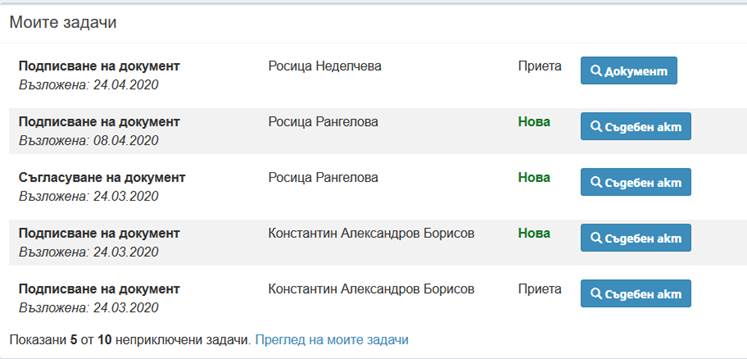 Моите задачи
Подписване на документ Росица Неделчева Приета Документ
Възложена: 24.04.2020
Подписване на документ Росица Рангелова Нова Съдебен акт
Възложена: 08.04.2020
Съгласуване на документ Росица Рангелова Нова Съдебен акт
Възложена: 24.03.2020
Подписване на документ Константин Александров Борисов Нова Съдебен акт
Възложена: 24.03.2020
Подписване на документ Константин Александров Борисов Приета Съдебен акт
Възложена: 24.03.2020
Показани 5 от 10 неприключени задачи. Преглед на моите задачи